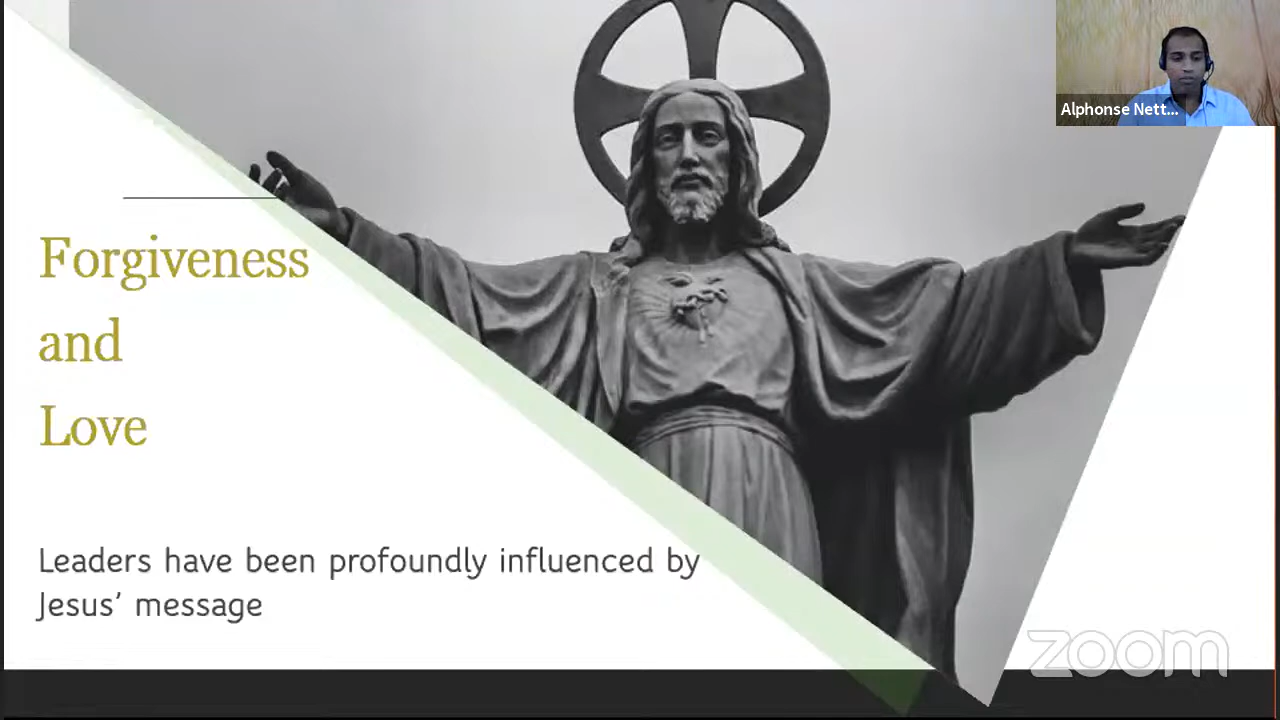 Alphonse Nett...
Forgiveness
and
Love
Leaders have been profoundly influenced by
Jesus’ message
zoom